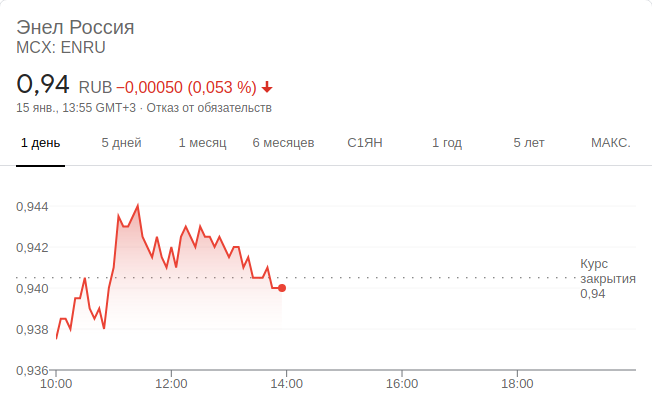 Энел Россия
MCX: ENRU
0,94 RUB −0,00050 (0,053 %)
15 янв., 13:55 GMT+3 · Отказ от обязательств
1 день 5 дней 1 месяц 6 месяцев С1ЯН 1 год 5 лет МАКС.
0,944
0,942
Курс
закрытия
0,94
0,940
0,938
0,936
10:00 12:00 14:00 16:00 18:00